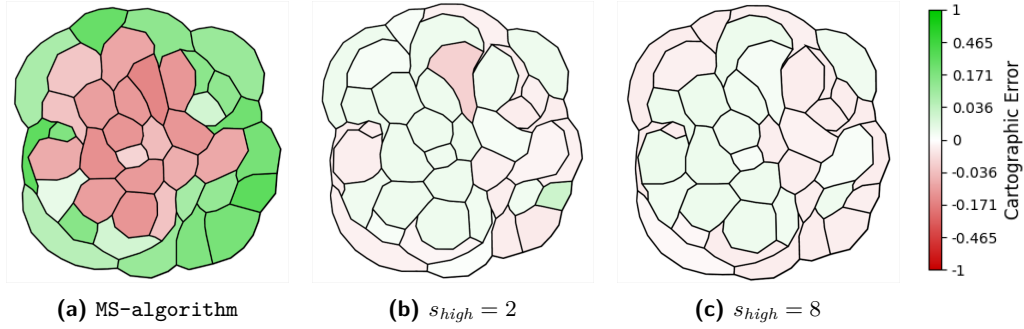 1
0.465
0.171
0.036
0
-0.036
-0.171
-0.465
-1
Cartographic Error
(a) MS-algorithm
(b) s_high = 2
(c) s_high = 8